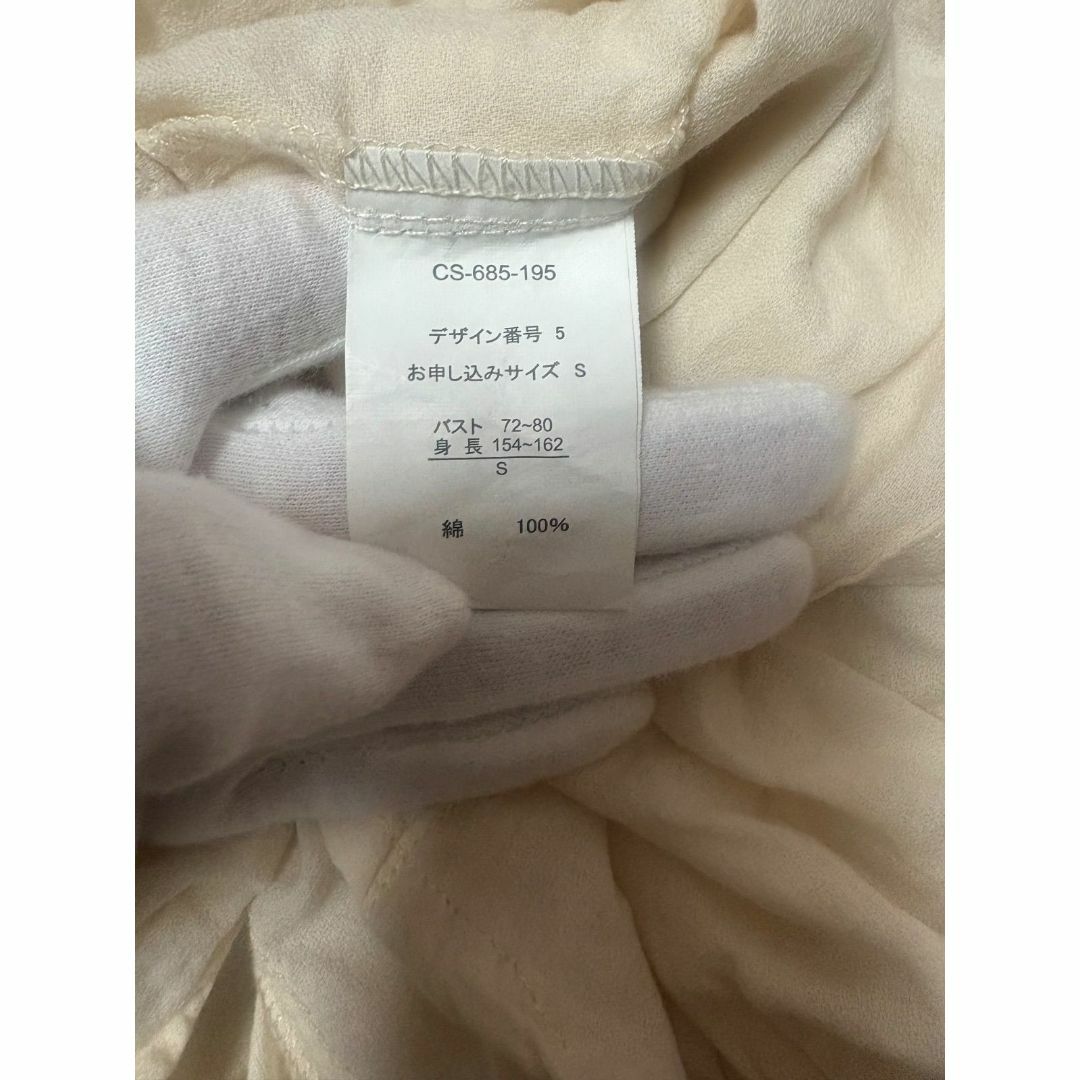 CS-685-195
デザイン番号 5
お申し込みサイズ S
バスト 72~80
身 長 154~162
S
綿 100%